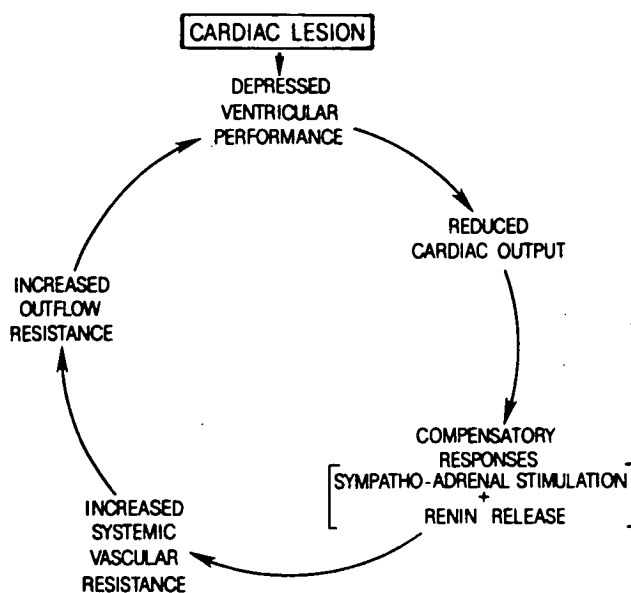 CARDIAC LESION
DEPRESSED
VENTRICULAR
PERFORMANCE
REDUCED
CARDIAC OUTPUT
COMPENSATORY
RESPONSES
[SYMPATHO-ADRENAL STIMULATION
+
RENIN RELEASE]
INCREASED
SYSTEMIC
VASCULAR
RESISTANCE
INCREASED
OUTFLOW
RESISTANCE